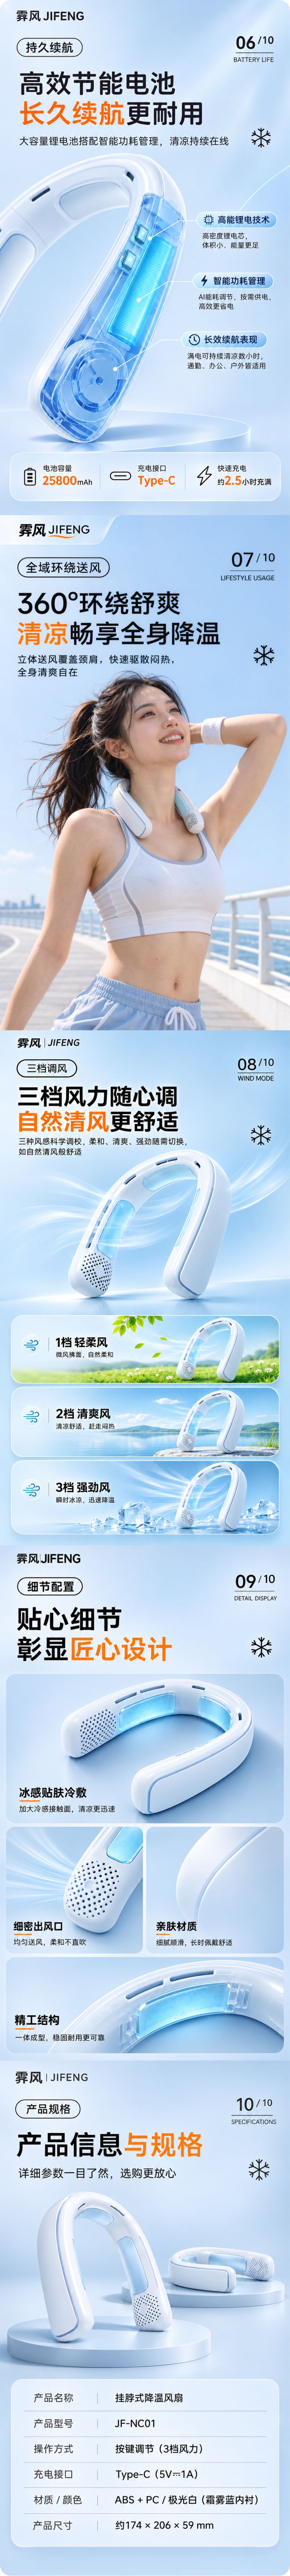 霁风 JIFENG
持久续航
06/10
BATTERY LIFE
高效节能电池
长久续航更耐用
大容量锂电池搭配智能功耗管理，清凉持续在线
高能锂电技术
高密度锂电芯，
体积小、能量更足
智能功耗管理
AI能耗调节，按需供电，
高效更省电
长效续航表现
满电可持续清凉数小时，
通勤、办公、户外皆适用
电池容量
25800mAh
充电接口
Type-C
快速充电
约2.5小时充满
霁风 JIFENG
全域环绕送风
07/10
LIFESTYLE USAGE
360°环绕舒爽
清凉畅享全身降温
立体送风覆盖颈肩，快速驱散闷热，
全身清爽自在
霁风 | JIFENG
三档调风
08/10
WIND MODE
三档风力随心调
自然清风更舒适
三种风感科学调校，柔和、清爽、强劲随需切换，
如自然清风般舒适
1档 轻柔风
微风拂面，自然柔和
2档 清爽风
清凉舒适，赶走闷热
3档 强劲风
瞬时冰凉，迅速降温
霁风/JIFENG
细节配置
09/10
DETAIL DISPLAY
贴心细节
彰显匠心设计
冰感贴肤冷敷
加大冷感接触面，清凉更迅速
细密出风口
均匀送风，柔和不直吹
亲肤材质
细腻顺滑，长时佩戴舒适
精工结构
一体成型，稳固耐用更可靠
霁风 | JIFENG
产品规格
10/10
SPECIFICATIONS
产品信息与规格
详细参数一目了然，选购更放心
产品名称 | 挂脖式降温风扇
产品型号 | JF-NC01
操作方式 | 按键调节（3档风力）
充电接口 | Type-C（5V⎓1A）
材质 / 颜色 | ABS + PC / 极光白（霜雾蓝内衬）
产品尺寸 | 约174 × 206 × 59 mm